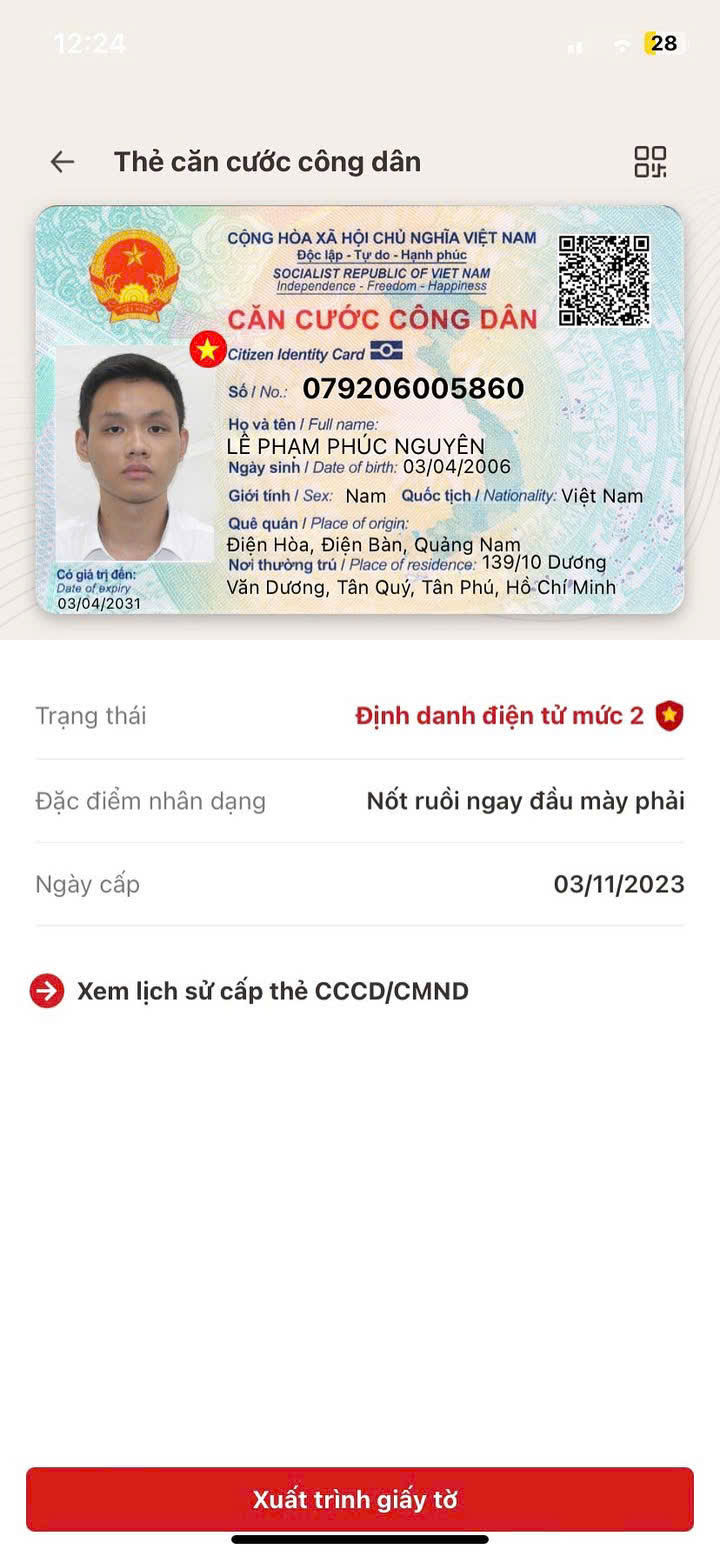 12:24
28
Thẻ căn cước công dân
CỘNG HÒA XÃ HỘI CHỦ NGHĨA VIỆT NAM
Độc lập - Tự do - Hạnh phúc
SOCIALIST REPUBLIC OF VIET NAM
Independence - Freedom - Happiness
CĂN CƯỚC CÔNG DÂN
Citizen Identity Card
Số / No.: 079206005860
Họ và tên / Full name:
LÊ PHẠM PHÚC NGUYÊN
Ngày sinh / Date of birth: 03/04/2006
Giới tính / Sex: Nam Quốc tịch / Nationality: Việt Nam
Quê quán / Place of origin:
Điện Hòa, Điện Bàn, Quảng Nam
Nơi thường trú / Place of residence: 139/10 Dương
Văn Dương, Tân Quý, Tân Phú, Hồ Chí Minh
Có giá trị đến:
Date of expiry
03/04/2031
Trạng thái Định danh điện tử mức 2
Đặc điểm nhân dạng Nốt ruồi ngay đầu mày phải
Ngày cấp 03/11/2023
Xem lịch sử cấp thẻ CCCD/CMND
Xuất trình giấy tờ